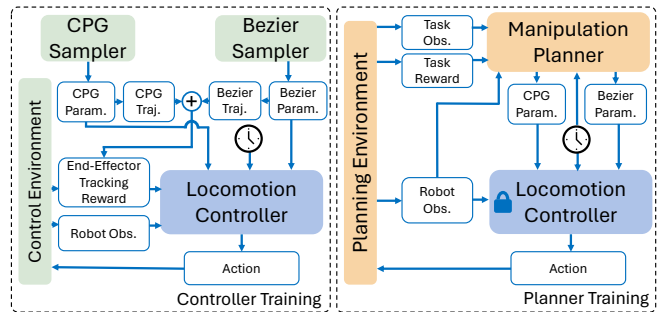 CPG
Sampler
Bezier
Sampler
CPG
Param.
CPG
Traj.
Bezier
Traj.
Bezier
Param.
Control Environment
End-Effector
Tracking
Reward
Robot Obs.
Locomotion
Controller
Action
Controller Training
Planning Environment
Task
Obs.
Task
Reward
Manipulation
Planner
CPG
Param.
Bezier
Param.
Robot
Obs.
Locomotion
Controller
Action
Planner Training